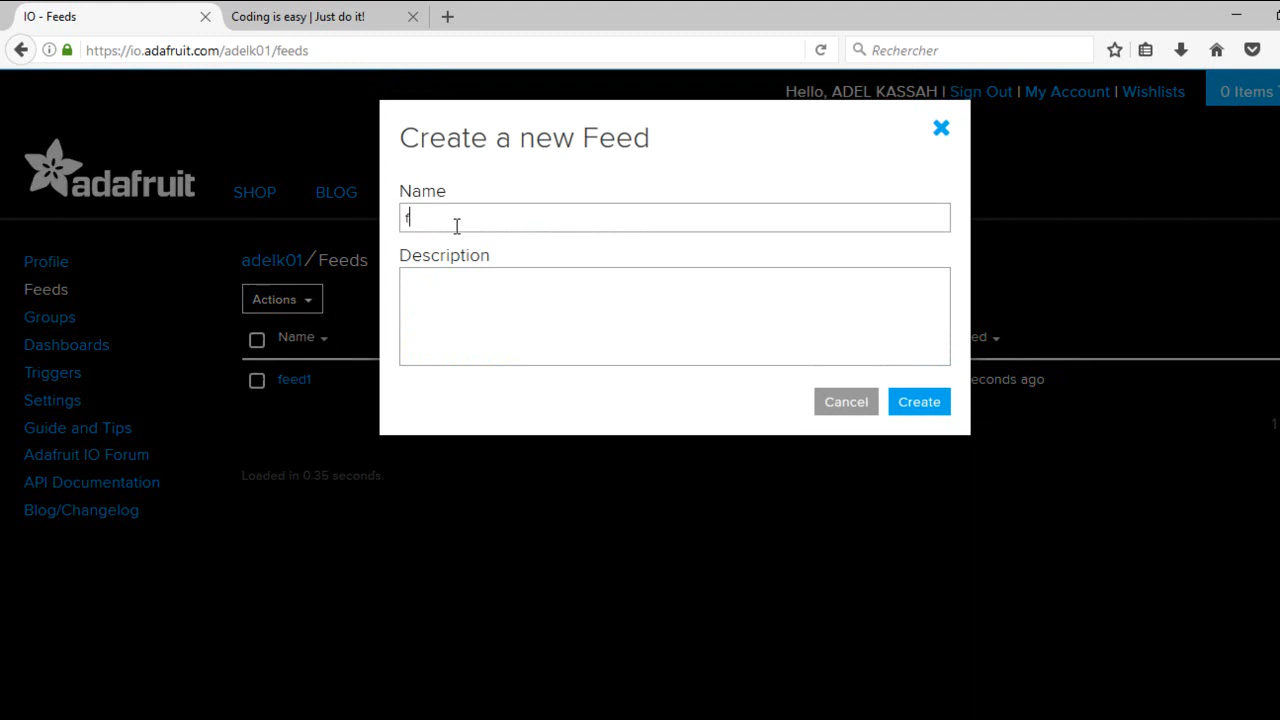 IO - Feeds
Coding is easy | Just do it!
https://io.adafruit.com/adelk01/feeds
Rechercher
Hello, ADEL KASSAH | Sign Out | My Account | Wishlists
0 Items
adafruit
SHOP
BLOG
Create a new Feed
Name
f
Description
Cancel
Create
Profile
Feeds
Groups
Dashboards
Triggers
Settings
Guide and Tips
Adafruit IO Forum
API Documentation
Blog/Changelog
adelk01/Feeds
Actions
Name
ed
feed1
econds ago
1
Loaded in 0.35 seconds.